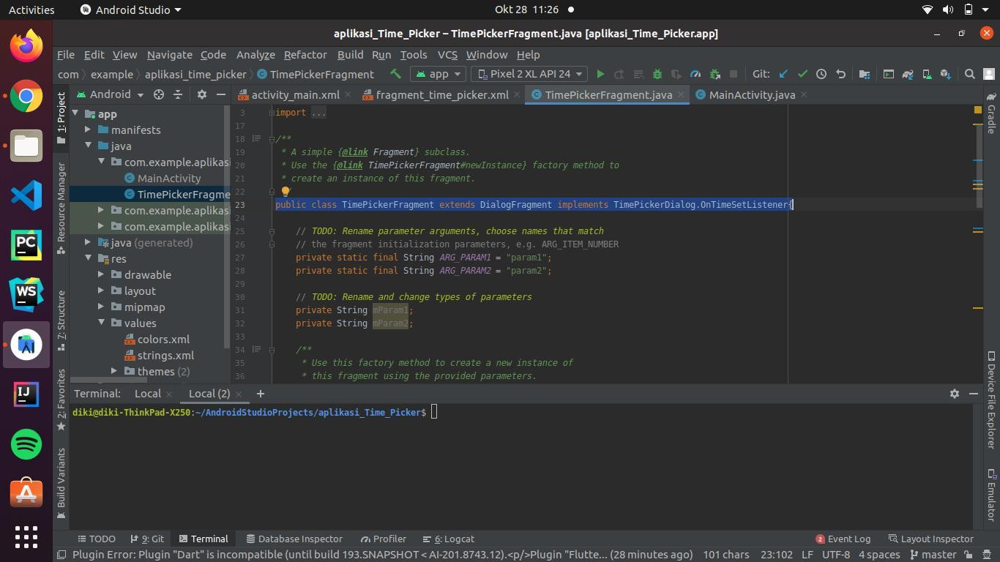 Activities
Android Studio
Okt 28 11:26
aplikasi_Time_Picker – TimePickerFragment.java [aplikasi_Time_Picker.app]
File Edit View Navigate Code Analyze Refactor Build Run Tools VCS Window Help
com example aplikasi_time_picker TimePickerFragment
app
Pixel 2 XL API 24
Git:
Android
activity_main.xml
fragment_time_picker.xml
TimePickerFragment.java
MainActivity.java
1: Project
Resource Manager
7: Structure
2: Favorites
Build Variants
app
manifests
java
com.example.aplikasi
MainActivity
TimePickerFragme
com.example.aplikasi
com.example.aplikasi
java (generated)
res
drawable
layout
mipmap
values
colors.xml
strings.xml
themes (2)
3 import ...
17
18 /**
19 * A simple {@link Fragment} subclass.
20 * Use the {@link TimePickerFragment#newInstance} factory method to
21 * create an instance of this fragment.
22 /
23 public class TimePickerFragment extends DialogFragment implements TimePickerDialog.OnTimeSetListener{
24
25 // TODO: Rename parameter arguments, choose names that match
26 // the fragment initialization parameters, e.g. ARG_ITEM_NUMBER
27 private static final String ARG_PARAM1 = "param1";
28 private static final String ARG_PARAM2 = "param2";
29
30 // TODO: Rename and change types of parameters
31 private String mParam1;
32 private String mParam2;
33
34 /**
35 * Use this factory method to create a new instance of
36 * this fragment using the provided parameters.
Gradle
Device File Explorer
Emulator
PC
WS
IJ
Terminal: Local Local (2)
diki@diki-ThinkPad-X250:~/AndroidStudioProjects/aplikasi_Time_Picker$
TODO 9: Git Terminal Database Inspector Profiler 6: Logcat
2 Event Log Layout Inspector
Plugin Error: Plugin "Dart" is incompatible (until build 193.SNAPSHOT < AI-201.8743.12).<p/>Plugin "Flutte... (28 minutes ago)
101 chars 23:102 LF UTF-8 4 spaces master